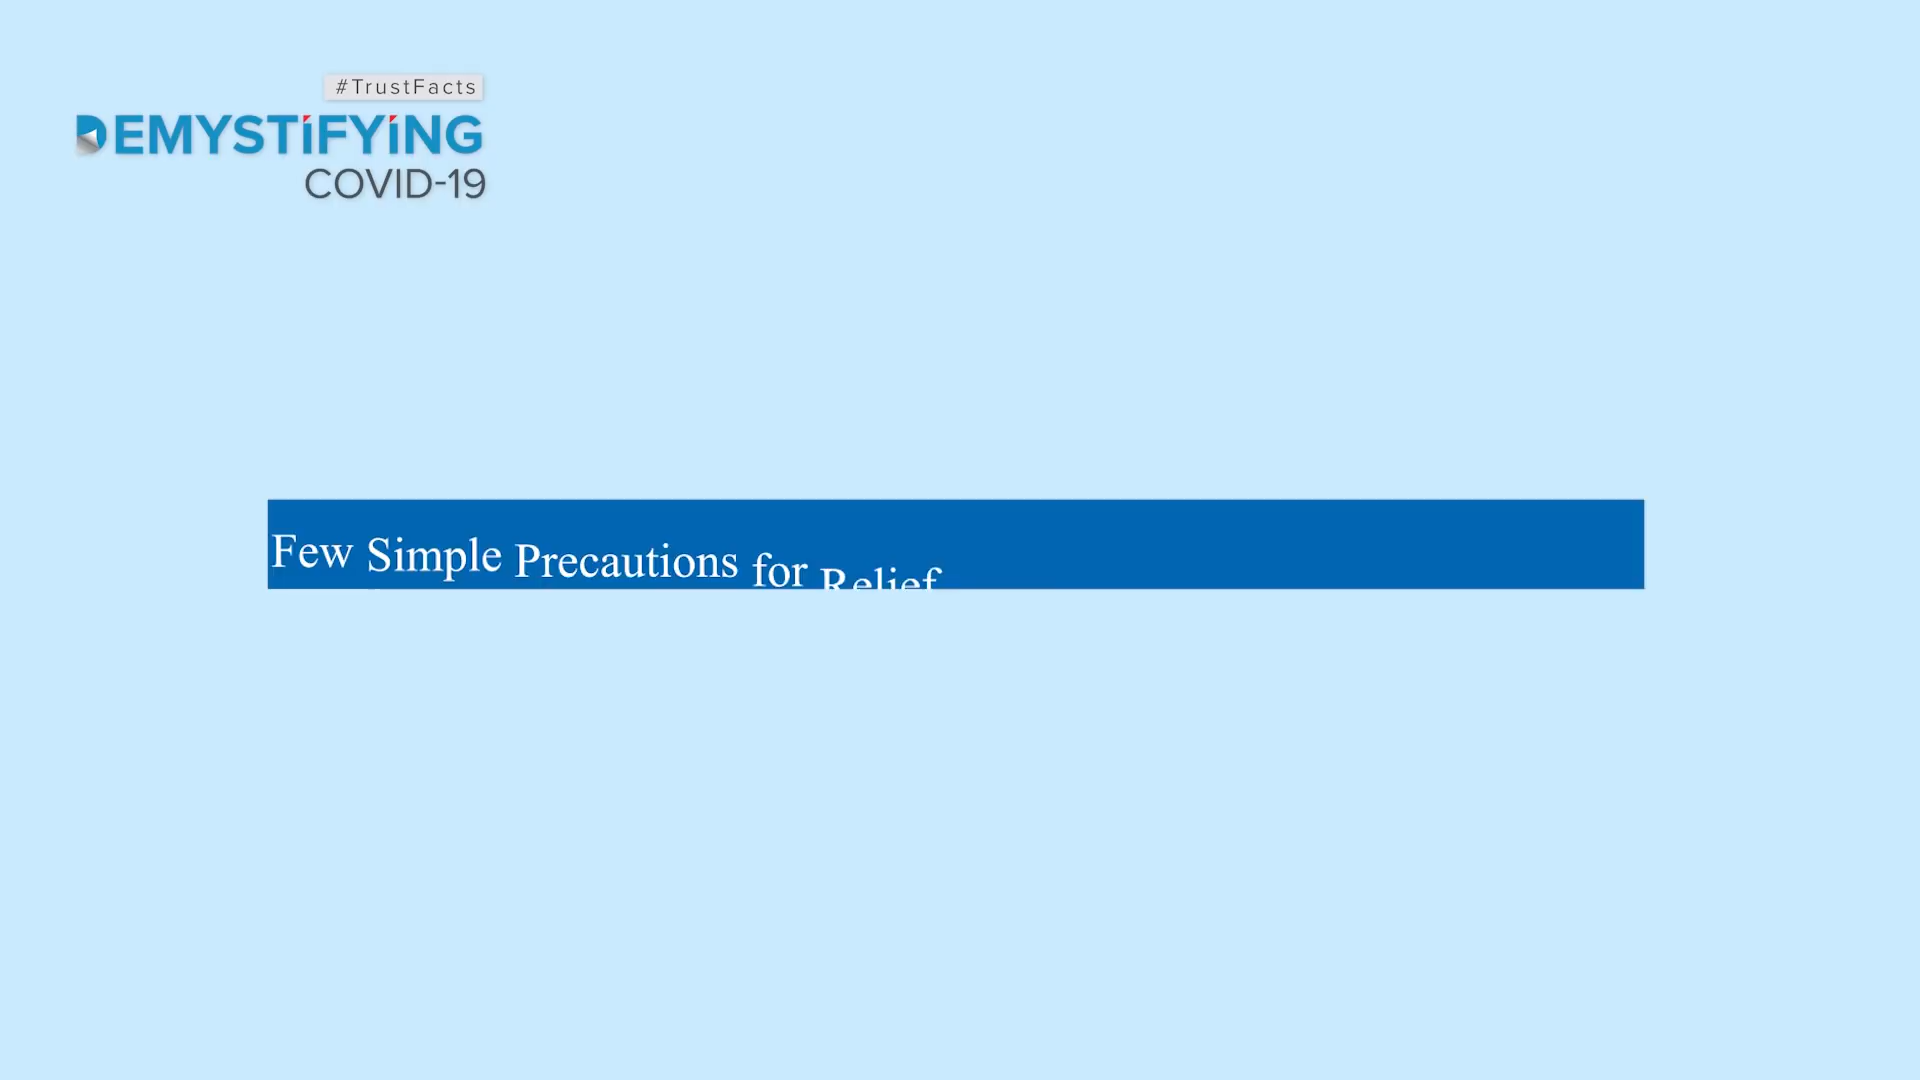 #TrustFacts
DEMYSTiFYiNG
COVID-19
Few Simple Precautions for Relief